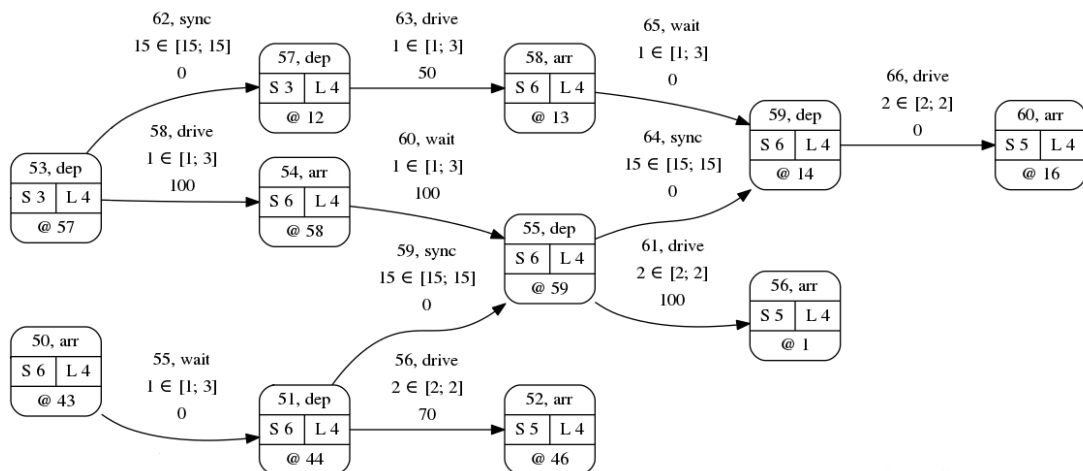 62, sync
15 ∈ [15; 15]
0
63, drive
1 ∈ [1; 3]
50
65, wait
1 ∈ [1; 3]
0
57, dep
S 3 L 4
@ 12
58, arr
S 6 L 4
@ 13
66, drive
2 ∈ [2; 2]
0
59, dep
S 6 L 4
@ 14
60, arr
S 5 L 4
@ 16
58, drive
1 ∈ [1; 3]
100
60, wait
1 ∈ [1; 3]
100
64, sync
15 ∈ [15; 15]
0
53, dep
S 3 L 4
@ 57
54, arr
S 6 L 4
@ 58
55, dep
S 6 L 4
@ 59
59, sync
15 ∈ [15; 15]
0
61, drive
2 ∈ [2; 2]
100
56, arr
S 5 L 4
@ 1
50, arr
S 6 L 4
@ 43
55, wait
1 ∈ [1; 3]
0
56, drive
2 ∈ [2; 2]
70
51, dep
S 6 L 4
@ 44
52, arr
S 5 L 4
@ 46